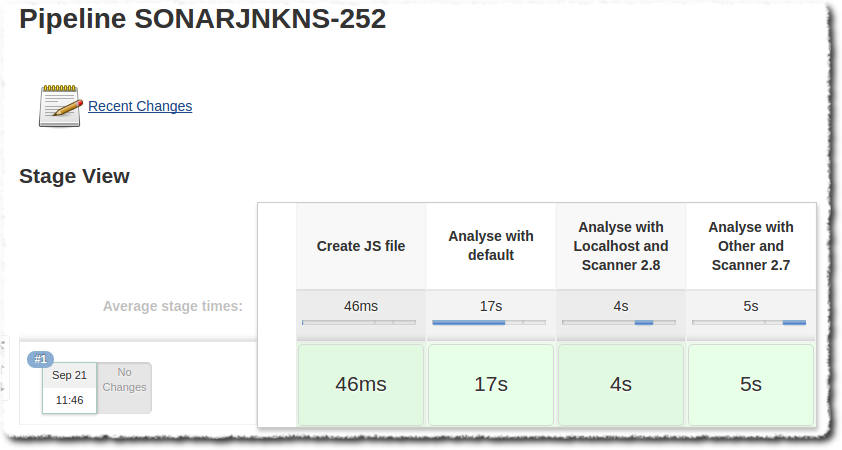 Pipeline SONARJNKNS-252
Recent Changes
Stage View
Create JS file
Analyse with
default
Analyse with
Localhost and
Scanner 2.8
Analyse with
Other and
Scanner 2.7
Average stage times:
46ms
17s
4s
5s
#1
Sep 21
11:46
No
Changes
46ms
17s
4s
5s